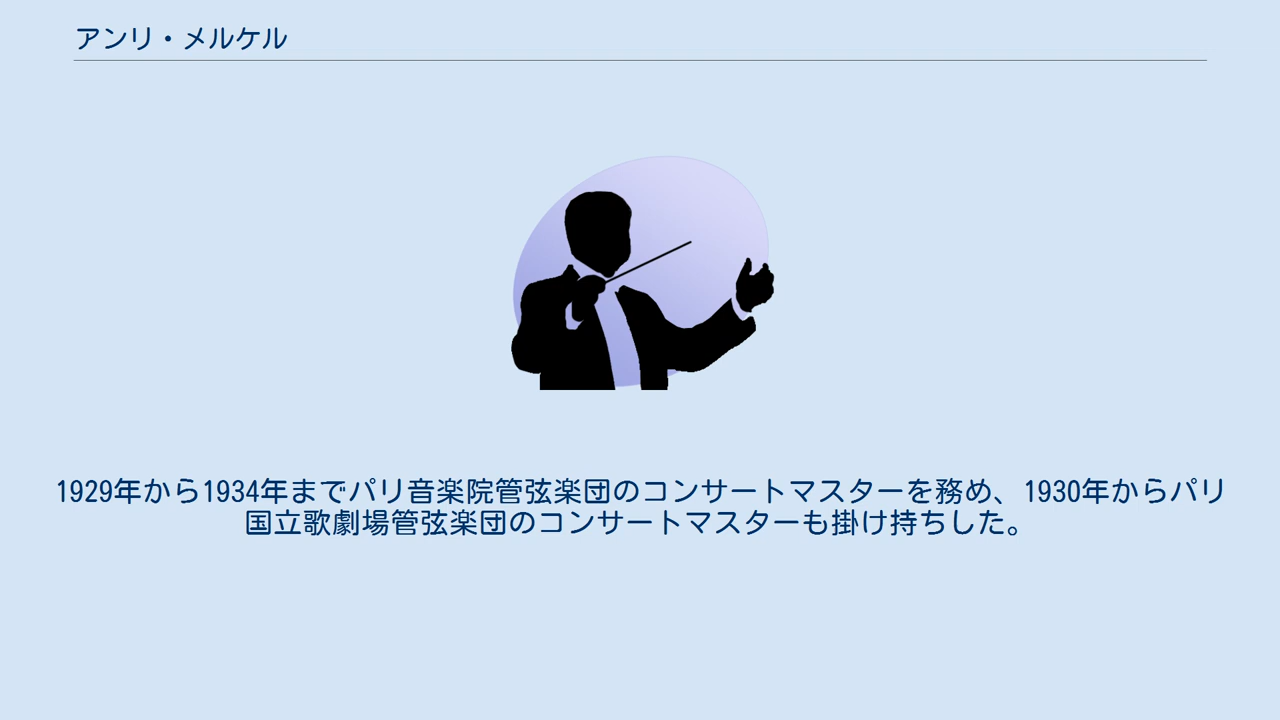 アンリ・メルケル
1929年から1934年までパリ音楽院管弦楽団のコンサートマスターを務め、1930年からパリ
国立歌劇場管弦楽団のコンサートマスターも掛け持ちした。